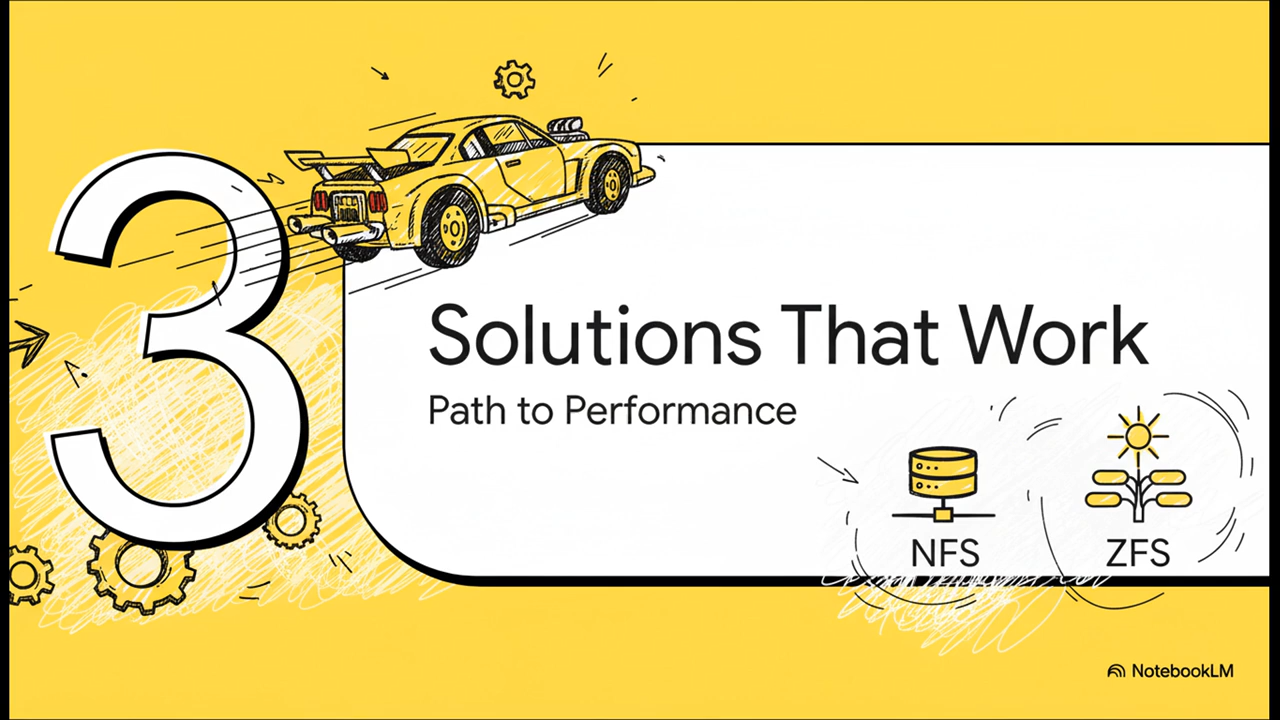 3
Solutions That Work
Path to Performance
NFS
ZFS
NotebookLM